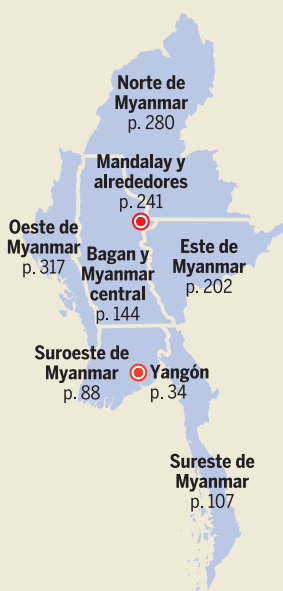 Norte de
Myanmar
p. 280
Mandalay y
alrededores
p. 241
Oeste de
Myanmar
p. 317
Bagan y
Myanmar
central
p. 144
Este de
Myanmar
p. 202
Suroeste de
Myanmar
p. 88
Yangón
p. 34
Sureste de
Myanmar
p. 107